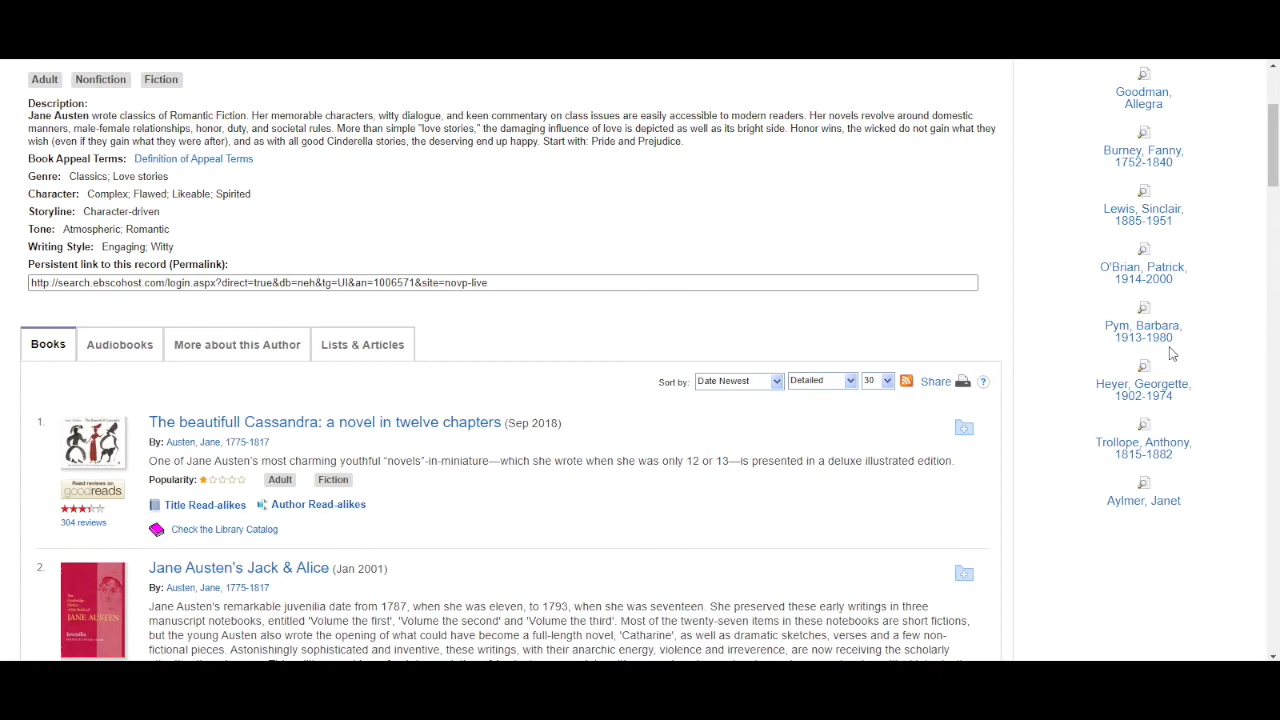 Adult Nonfiction Fiction
Description:
Jane Austen wrote classics of Romantic Fiction. Her memorable characters, witty dialogue, and keen commentary on class issues are easily accessible to modern readers. Her novels revolve around domestic
manners, male-female relationships, honor, duty, and societal rules. More than simple "love stories," the damaging influence of love is depicted as well as its bright side. Honor wins, the wicked do not gain what they
wish (even if they gain what they were after), and as with all good Cinderella stories, the deserving end up happy. Start with: Pride and Prejudice.
Book Appeal Terms: Definition of Appeal Terms
Genre: Classics; Love stories
Character: Complex; Flawed; Likeable; Spirited
Storyline: Character-driven
Tone: Atmospheric; Romantic
Writing Style: Engaging; Witty
Persistent link to this record (Permalink):
http://search.ebscohost.com/login.aspx?direct=true&db=neh&tg=UI&an=1006571&site=novp-live
Books Audiobooks More about this Author Lists & Articles
Sort by: Date Newest Detailed 30 Share ?
1. The beautifull Cassandra: a novel in twelve chapters (Sep 2018)
By: Austen, Jane, 1775-1817
One of Jane Austen's most charming youthful “novels”-in-miniature—which she wrote when she was only 12 or 13—is presented in a deluxe illustrated edition.
Popularity: Adult Fiction
Read reviews on
goodreads
304 reviews
Title Read-alikes Author Read-alikes
Check the Library Catalog
2. Jane Austen's Jack & Alice (Jan 2001)
By: Austen, Jane, 1775-1817
JANE AUSTEN
Juvenilia
Jane Austen's remarkable juvenilia date from 1787, when she was eleven, to 1793, when she was seventeen. She preserved these early writings in three
manuscript notebooks, entitled 'Volume the first', 'Volume the second' and 'Volume the third'. Most of the twenty-seven items in these notebooks are short fictions,
but the young Austen also wrote the opening of what could have become a full-length novel, 'Catharine', as well as dramatic sketches, verses and a few non-
fictional pieces. Astonishingly sophisticated and inventive, these writings, with their anarchic energy, violence and irreverence, are now receiving the scholarly
Goodman,
Allegra
Burney, Fanny,
1752-1840
Lewis, Sinclair,
1885-1951
O'Brian, Patrick,
1914-2000
Pym, Barbara,
1913-1980
Heyer, Georgette,
1902-1974
Trollope, Anthony,
1815-1882
Aylmer, Janet